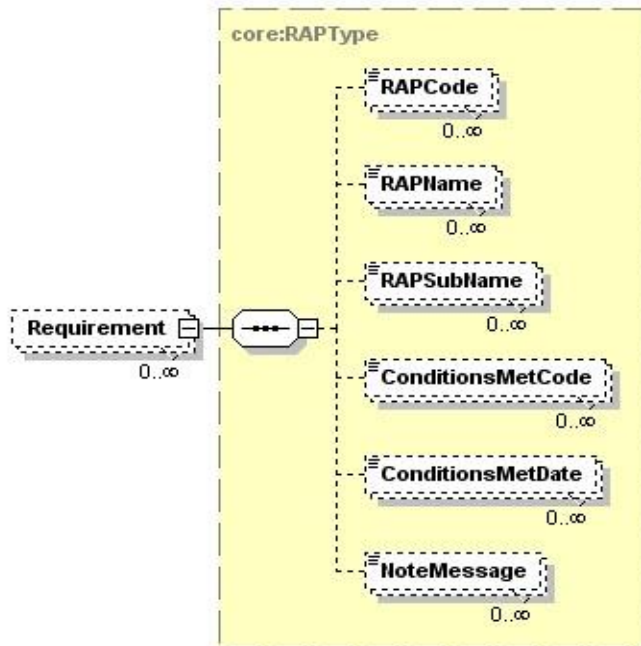 core:RAPType
RAPCode
0..∞
RAPName
0..∞
RAPSubName
0..∞
Requirement
0..∞
ConditionsMetCode
0..∞
ConditionsMetDate
0..∞
NoteMessage
0..∞